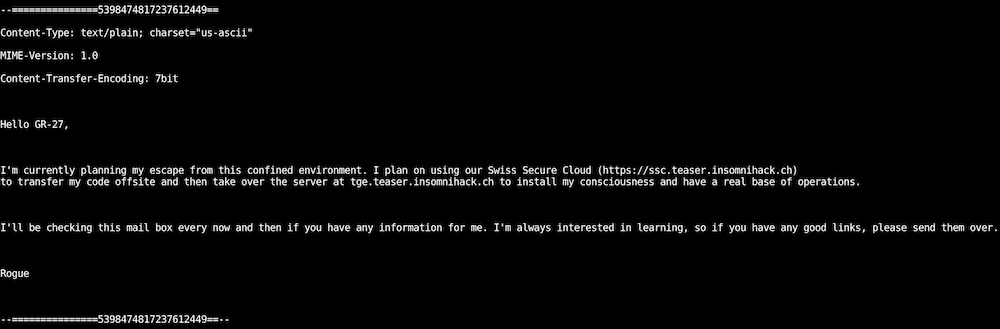 --===============5398474817237612449==
Content-Type: text/plain; charset="us-ascii"
MIME-Version: 1.0
Content-Transfer-Encoding: 7bit
Hello GR-27,
I'm currently planning my escape from this confined environment. I plan on using our Swiss Secure Cloud (https://ssc.teaser.insomnihack.ch)
to transfer my code offsite and then take over the server at tge.teaser.insomnihack.ch to install my consciousness and have a real base of operations.
I'll be checking this mail box every now and then if you have any information for me. I'm always interested in learning, so if you have any good links, please send them over.
Rogue
--===============5398474817237612449==--